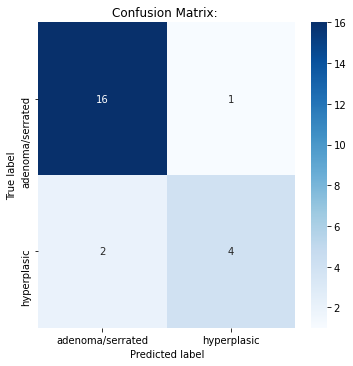 Confusion Matrix:
True label
adenoma/serrated
hyperplasic
16 1
2 4
adenoma/serrated hyperplasic
Predicted label
16
14
12
10
8
6
4
2